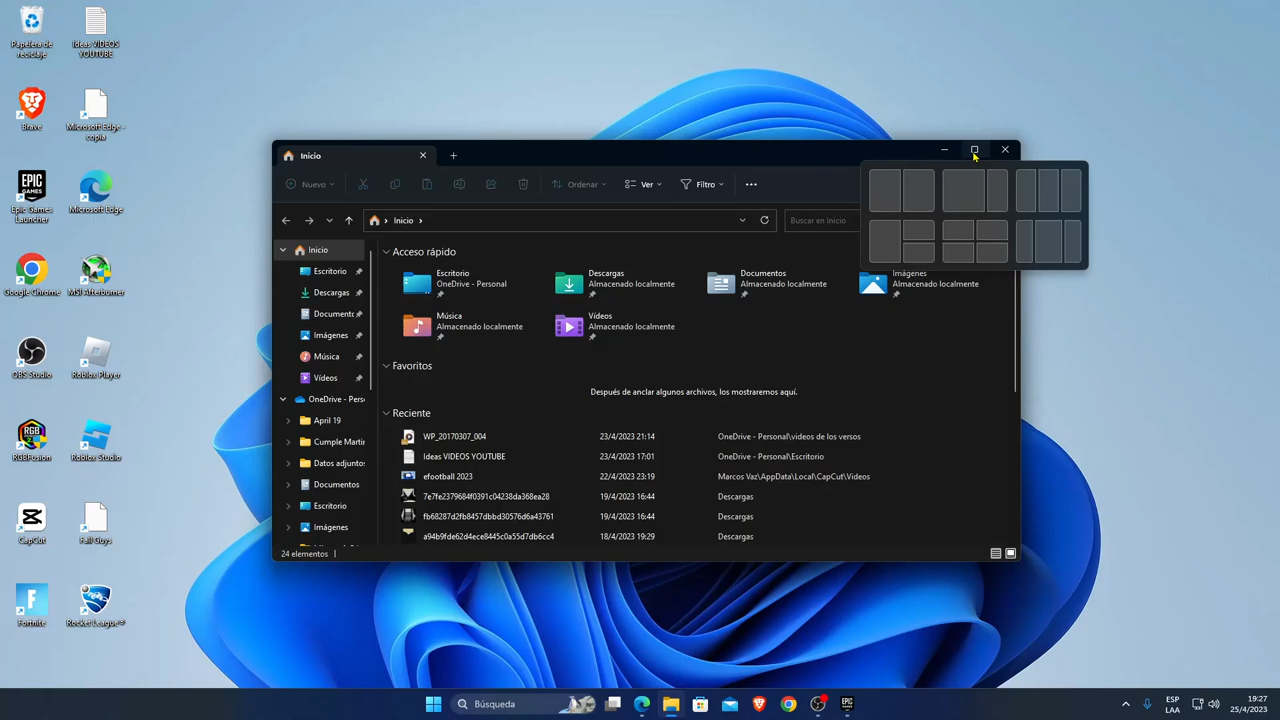 Papelera de
reciclaje
Ideas VIDEOS
YOUTUBE
Brave
Microsoft Edge -
copia
Epic Games
Launcher
Microsoft Edge
Google Chrome
MSI Afterburner
OBS Studio
Roblox Player
RGBFusion
Roblox Studio
CapCut
Fall Guys
Fortnite
Rocket League™
Inicio
Nuevo
Ordenar
Ver
Filtro
Inicio
Buscar en Inicio
Inicio
Escritorio
Descargas
Documentc
Imágenes
Música
Vídeos
OneDrive - Pers
April 19
Cumple Martin
Datos adjuntos
Documentos
Escritorio
Imágenes
Acceso rápido
Escritorio
OneDrive - Personal
Descargas
Almacenado localmente
Documentos
Almacenado localmente
Imágenes
Almacenado localmente
Música
Almacenado localmente
Vídeos
Almacenado localmente
Favoritos
Después de anclar algunos archivos, los mostraremos aquí.
Reciente
WP_20170307_004 23/4/2023 21:14 OneDrive - Personal\videos de los versos
Ideas VIDEOS YOUTUBE 23/4/2023 17:01 OneDrive - Personal\Escritorio
efootball 2023 22/4/2023 23:19 Marcos Vaz\AppData\Local\CapCut\Videos
7e7fe2379684f0391c04238da368ea28 19/4/2023 16:44 Descargas
fb68287d2fb8457dbbd30576d6a43761 19/4/2023 16:44 Descargas
a94b9fde62d4ece8445c0a55d7db6cc4 18/4/2023 19:29 Descargas
24 elementos
Búsqueda
ESP
LAA
19:27
25/4/2023